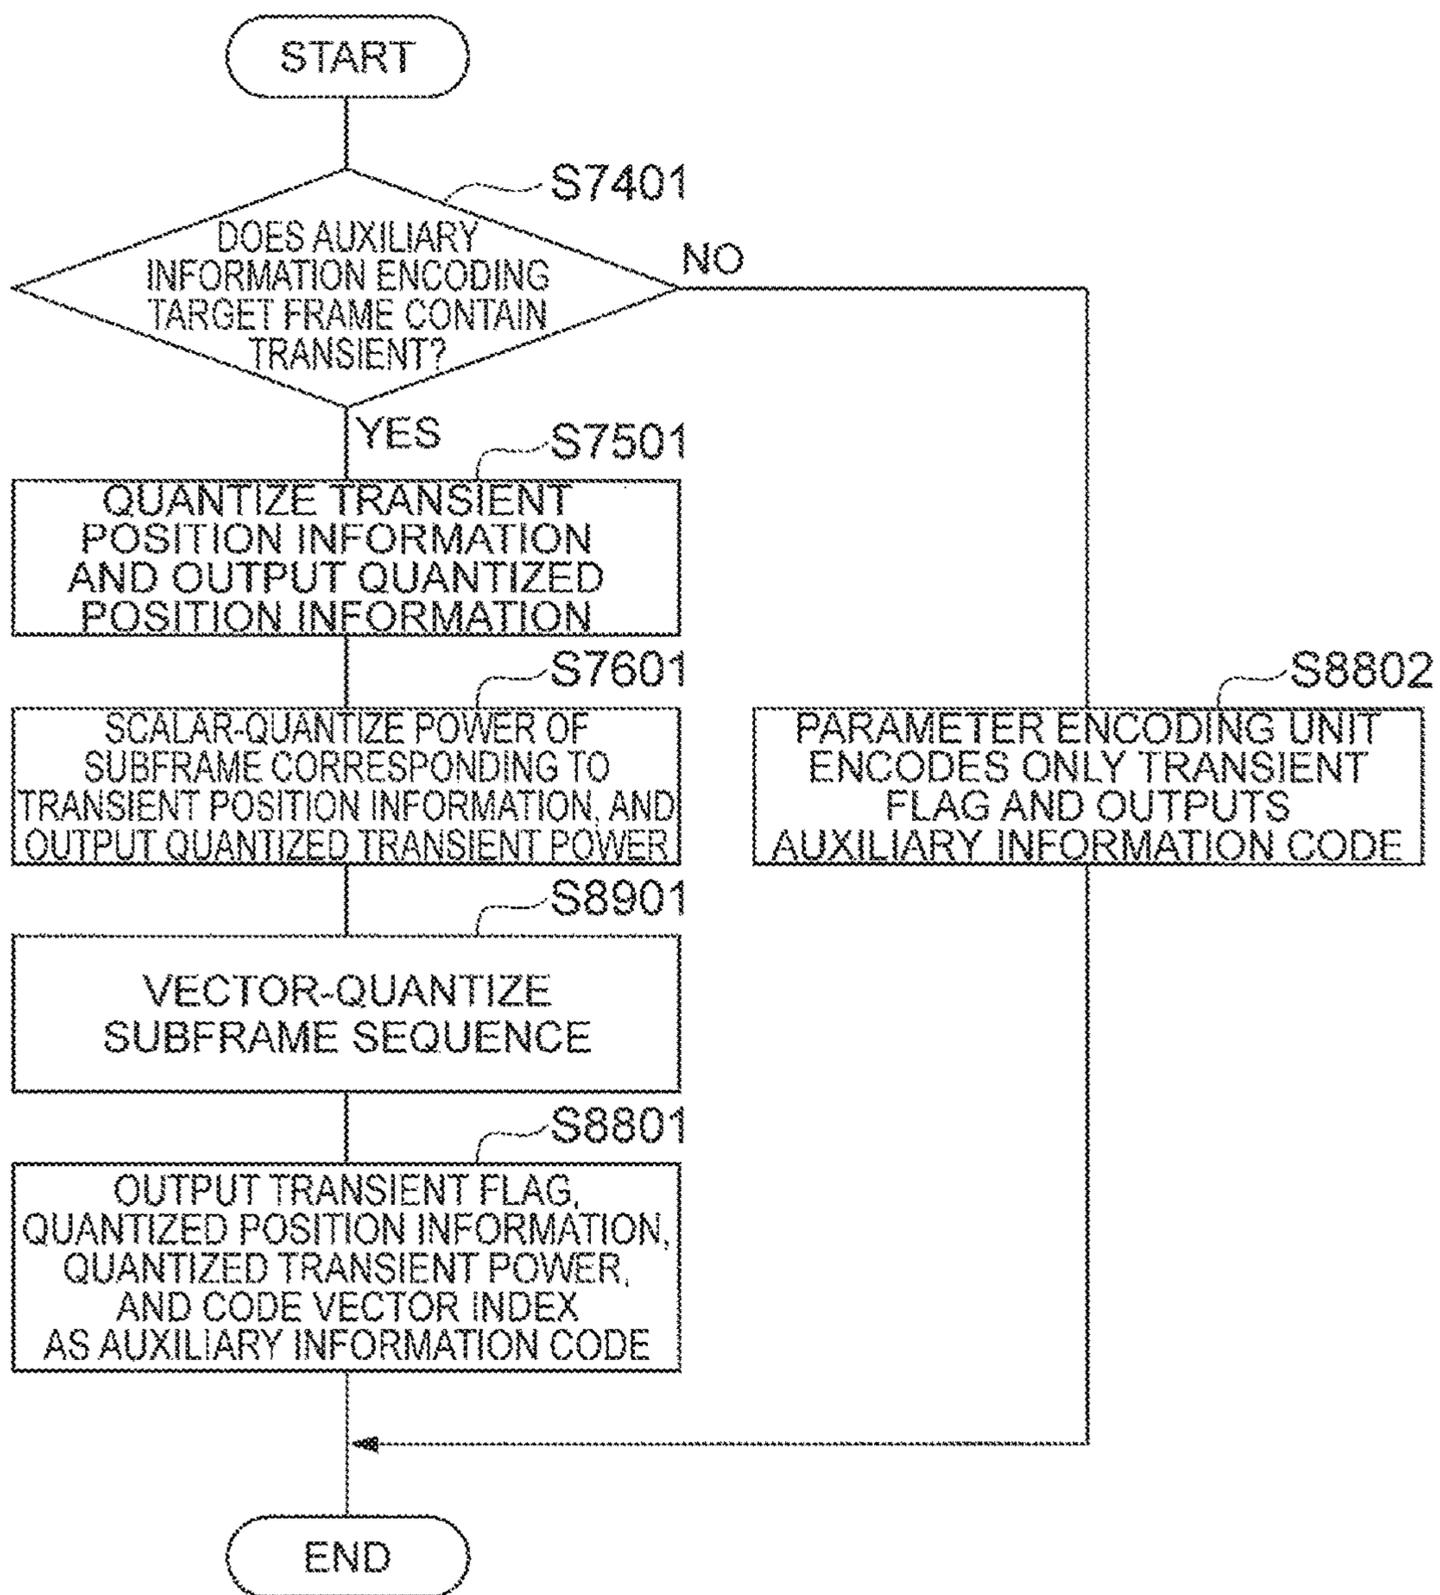 START
S7401
DOES AUXILIARY
INFORMATION ENCODING
TARGET FRAME CONTAIN
TRANSIENT?
NO
YES
S7501
QUANTIZE TRANSIENT
POSITION INFORMATION
AND OUTPUT QUANTIZED
POSITION INFORMATION
S7601
SCALAR-QUANTIZE POWER OF
SUBFRAME CORRESPONDING TO
TRANSIENT POSITION INFORMATION, AND
OUTPUT QUANTIZED TRANSIENT POWER
S8802
PARAMETER ENCODING UNIT
ENCODES ONLY TRANSIENT
FLAG AND OUTPUTS
AUXILIARY INFORMATION CODE
S8901
VECTOR-QUANTIZE
SUBFRAME SEQUENCE
S8801
OUTPUT TRANSIENT FLAG,
QUANTIZED POSITION INFORMATION,
QUANTIZED TRANSIENT POWER,
AND CODE VECTOR INDEX
AS AUXILIARY INFORMATION CODE
END